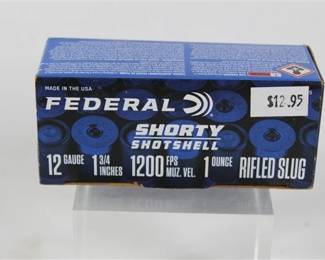 MADE IN THE USA
FEDERAL
$12.95
SHORTY
SHOTSHELL
12 GAUGE
1 3/4 INCHES
1200 FPS MUZ. VEL.
1 OUNCE
RIFLED SLUG